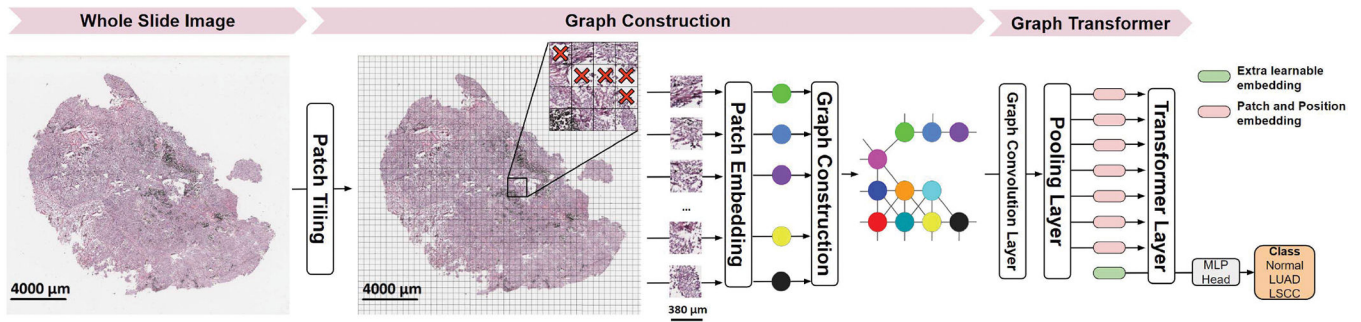 Whole Slide Image
Graph Construction
Graph Transformer
4000 µm
Patch Tiling
4000 µm
...
380 µm
Patch Embedding
Graph Construction
Graph Convolution Layer
Pooling Layer
Transformer Layer
Extra learnable
embedding
Patch and Position
embedding
MLP
Head
Class
Normal
LUAD
LSCC